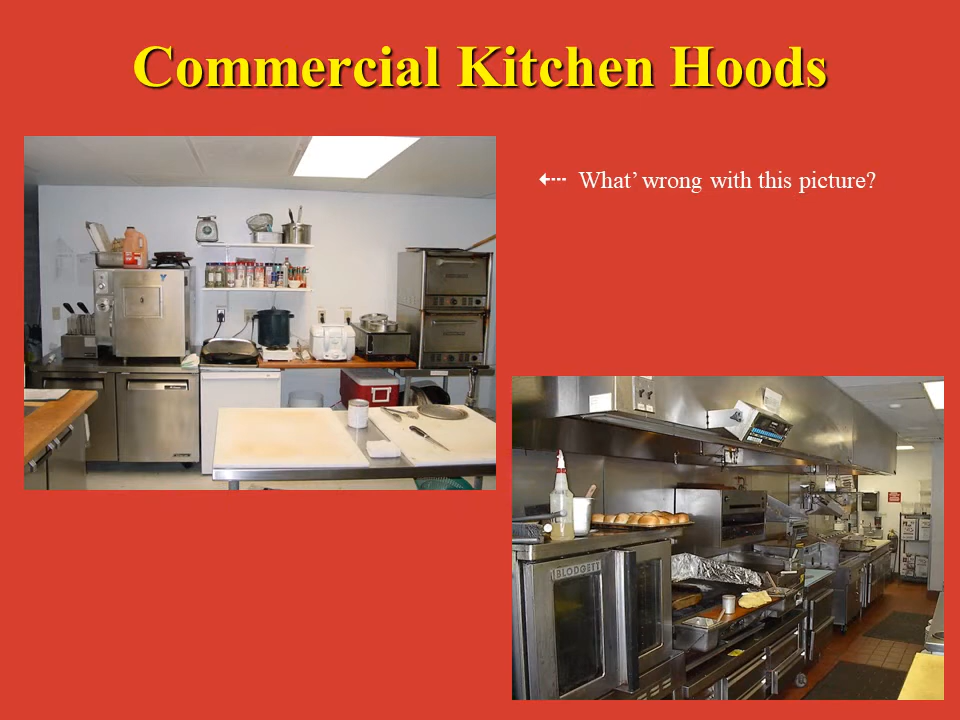 Commercial Kitchen Hoods
What’ wrong with this picture?
BLODGETT